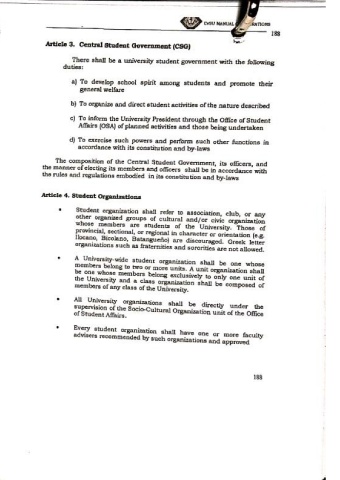 CvSU MANUAL OF OPERATIONS
188
Article 3. Central Student Government (CSG)
There shall be a university student government with the following
duties:
a) To develop school spirit among students and promote their
general welfare
b) To organize and direct student activities of the nature described
c) To inform the University President through the Office of Student
Affairs (OSA) of planned activities and those being undertaken
d) To exercise such powers and perform such other functions in
accordance with its constitution and by-laws
The composition of the Central Student Government, its officers, and
the manner of electing its members and officers shall be in accordance with
the rules and regulations embodied in its constitution and by-laws
Article 4. Student Organizations
• Student organization shall refer to association, club, or any
other organized groups of cultural and/or civic organization
whose members are students of the University. Those of
provincial, sectional, or regional in character or orientation (e.g.
Ilocano, Bicolano, Batangueño) are discouraged. Greek letter
organizations such as fraternities and sororities are not allowed.
• A University-wide student organization shall be one whose
members belong to two or more units. A unit organization shall
be one whose members belong exclusively to only one unit of
the University and a class organization shall be composed of
members of any class of the University.
• All University organizations shall be directly under the
supervision of the Socio-Cultural Organization unit of the Office
of Student Affairs.
• Every student organization shall have one or more faculty
advisers recommended by such organizations and approved
188